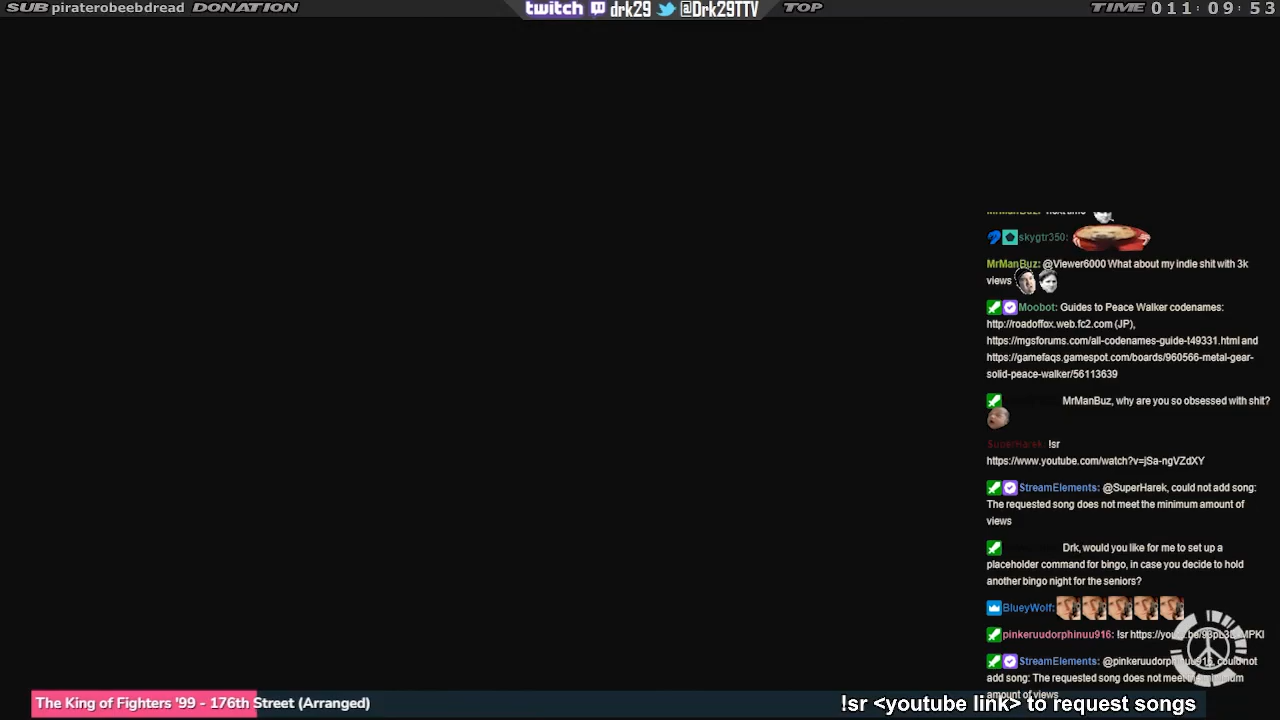 SUB piraterobeebdread DONATION
twitch drk29 @Drk29TTV
TOP
TIME 011:09:53
MrManBuz:
skygtr350:
MrManBuz: @Viewer6000 What about my indie shit with 3k
views
Moobot: Guides to Peace Walker codenames:
http://roadoffox.web.fc2.com (JP),
https://mgsforums.com/all-codenames-guide-t49331.html and
https://gamefaqs.gamespot.com/boards/960566-metal-gear-
solid-peace-walker/56113639
MrManBuz, why are you so obsessed with shit?
SuperHarek: !sr
https://www.youtube.com/watch?v=jSa-ngVZdXY
StreamElements: @SuperHarek, could not add song:
The requested song does not meet the minimum amount of
views
Drk, would you like for me to set up a
placeholder command for bingo, in case you decide to hold
another bingo night for the seniors?
BlueyWolf:
pinkeruudorphinuu916: !sr
StreamElements: @pinkeruudorphinuu916, could not
add song: The requested song does not meet the minimum
amount of views
The King of Fighters '99 - 176th Street (Arranged)
!sr <youtube link> to request songs